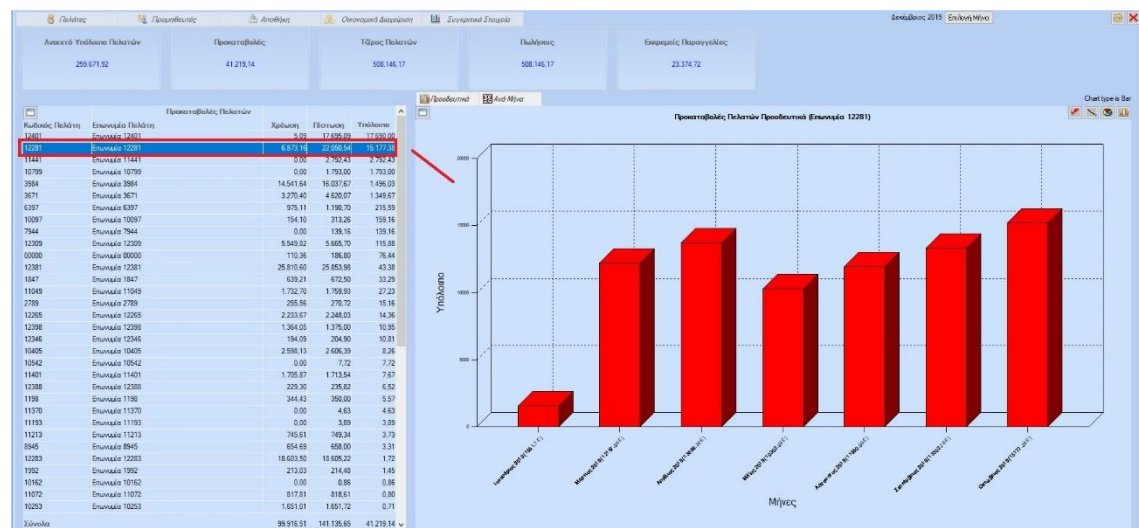 Πελάτες Προμηθευτές Αποθήκη Οικονομική Διαχείριση Συγκριτικά Στοιχεία Δεκέμβριος 2019 Επιλογή Μήνα
Ανοιχτό Υπόλοιπο Πελατών Προκαταβολές Τζίρος Πελατών Πωλήσεις Εκκρεμείς Παραγγελίες
259.671,92 41.219,14 508.146,17 508.146,17 23.374,72
Προοδευτικά Ανά Μήνα Chart type is Bar
Προκαταβολές Πελατών
Προκαταβολές Πελατών Προοδευτικά (Επωνυμία 12281)
Κωδικός Πελάτη Επωνυμία Πελάτη Χρέωση Πίστωση Υπόλοιπο
12401 Επωνυμία 12401 5,09 17.695,09 17.690,00
12281 Επωνυμία 12281 6.873,16 22.050,54 15.177,38
11441 Επωνυμία 11441 0,00 2.792,43 2.792,43
10799 Επωνυμία 10799 0,00 1.793,00 1.793,00
3984 Επωνυμία 3984 14.541,64 16.037,67 1.496,03
3671 Επωνυμία 3671 3.270,40 4.620,07 1.349,67
6397 Επωνυμία 6397 975,11 1.190,70 215,59
10097 Επωνυμία 10097 154,10 313,26 159,16
7944 Επωνυμία 7944 0,00 139,16 139,16
12309 Επωνυμία 12309 5.549,82 5.665,70 115,88
00000 Επωνυμία 00000 110,36 186,80 76,44
12381 Επωνυμία 12381 25.810,60 25.853,98 43,38
1847 Επωνυμία 1847 639,21 672,50 33,29
11049 Επωνυμία 11049 1.732,70 1.759,93 27,23
2789 Επωνυμία 2789 255,56 270,72 15,16
12265 Επωνυμία 12265 2.233,67 2.248,03 14,36
12398 Επωνυμία 12398 1.364,05 1.375,00 10,95
12346 Επωνυμία 12346 194,09 204,90 10,81
10405 Επωνυμία 10405 2.598,13 2.606,39 8,26
10542 Επωνυμία 10542 0,00 7,72 7,72
11401 Επωνυμία 11401 1.705,87 1.713,54 7,67
12388 Επωνυμία 12388 229,30 235,82 6,52
1198 Επωνυμία 1198 344,43 350,00 5,57
11370 Επωνυμία 11370 0,00 4,63 4,63
11193 Επωνυμία 11193 0,00 3,89 3,89
11213 Επωνυμία 11213 745,61 749,34 3,73
8945 Επωνυμία 8945 654,69 658,00 3,31
12283 Επωνυμία 12283 18.603,50 18.605,22 1,72
1992 Επωνυμία 1992 213,03 214,48 1,45
10162 Επωνυμία 10162 0,00 0,86 0,86
11072 Επωνυμία 11072 817,81 818,61 0,80
10253 Επωνυμία 10253 1.651,01 1.651,72 0,71
Σύνολα 99.916,51 141.135,65 41.219,14
20000
15000
10000
5000
0
Υπόλοιπο
Μήνες